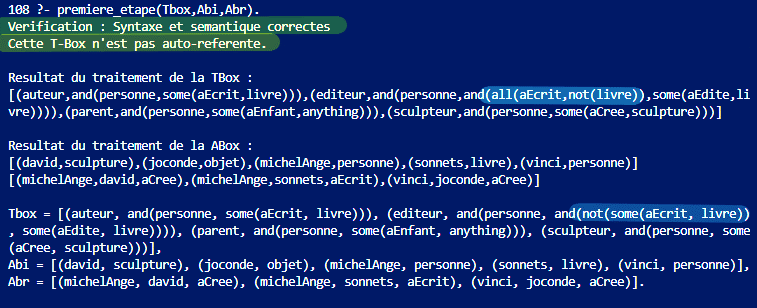 108 ?- premiere_etape(Tbox,Abi,Abr).
Verification : Syntaxe et semantique correctes
Cette T-Box n'est pas auto-referente.
Resultat du traitement de la TBox :
[(auteur,and(personne,some(aEcrit,livre))),(editeur,and(personne,and(all(aEcrit,not(livre)),some(aEdite,li
vre)))),(parent,and(personne,some(aEnfant,anything))),(sculpteur,and(personne,some(aCree,sculpture)))]
Resultat du traitement de la ABox :
[(david,sculpture),(joconde,objet),(michelAnge,personne),(sonnets,livre),(vinci,personne)]
[(michelAnge,david,aCree),(michelAnge,sonnets,aEcrit),(vinci,joconde,aCree)]
Tbox = [(auteur, and(personne, some(aEcrit, livre))), (editeur, and(personne, and(not(some(aEcrit, livre))
, some(aEdite, livre)))), (parent, and(personne, some(aEnfant, anything))), (sculpteur, and(personne, some
(aCree, sculpture)))],
Abi = [(david, sculpture), (joconde, objet), (michelAnge, personne), (sonnets, livre), (vinci, personne)],
Abr = [(michelAnge, david, aCree), (michelAnge, sonnets, aEcrit), (vinci, joconde, aCree)].